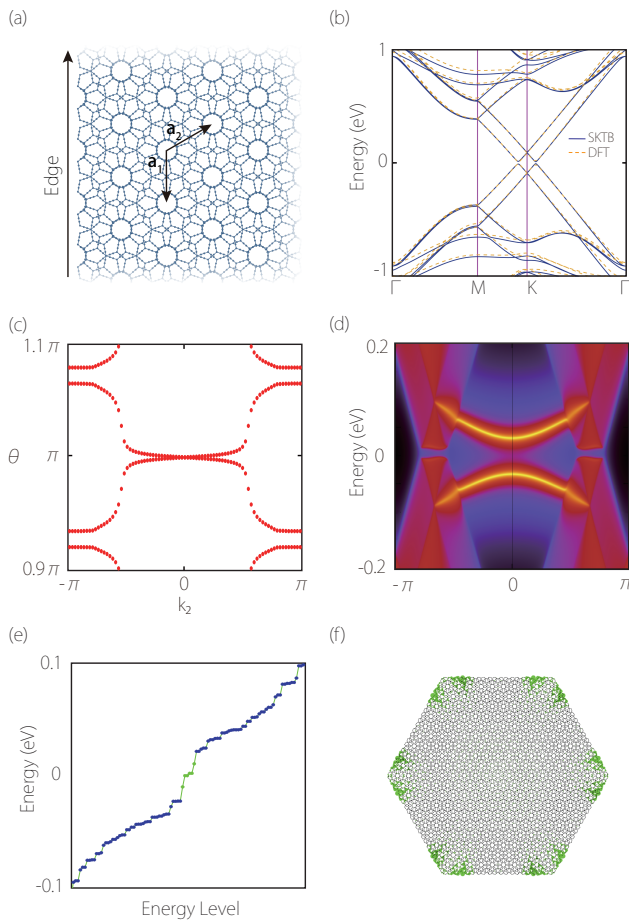 (a)
Edge
a₁
a₂
(b)
Energy (eV)
1
0
-1
SKTB
DFT
Γ
M
K
Γ
(c)
θ
1.1 π
π
0.9 π
-π
0
π
k₂
(d)
Energy (eV)
0.2
0
-0.2
-π
0
π
(e)
Energy (eV)
0.1
0
-0.1
Energy Level
(f)